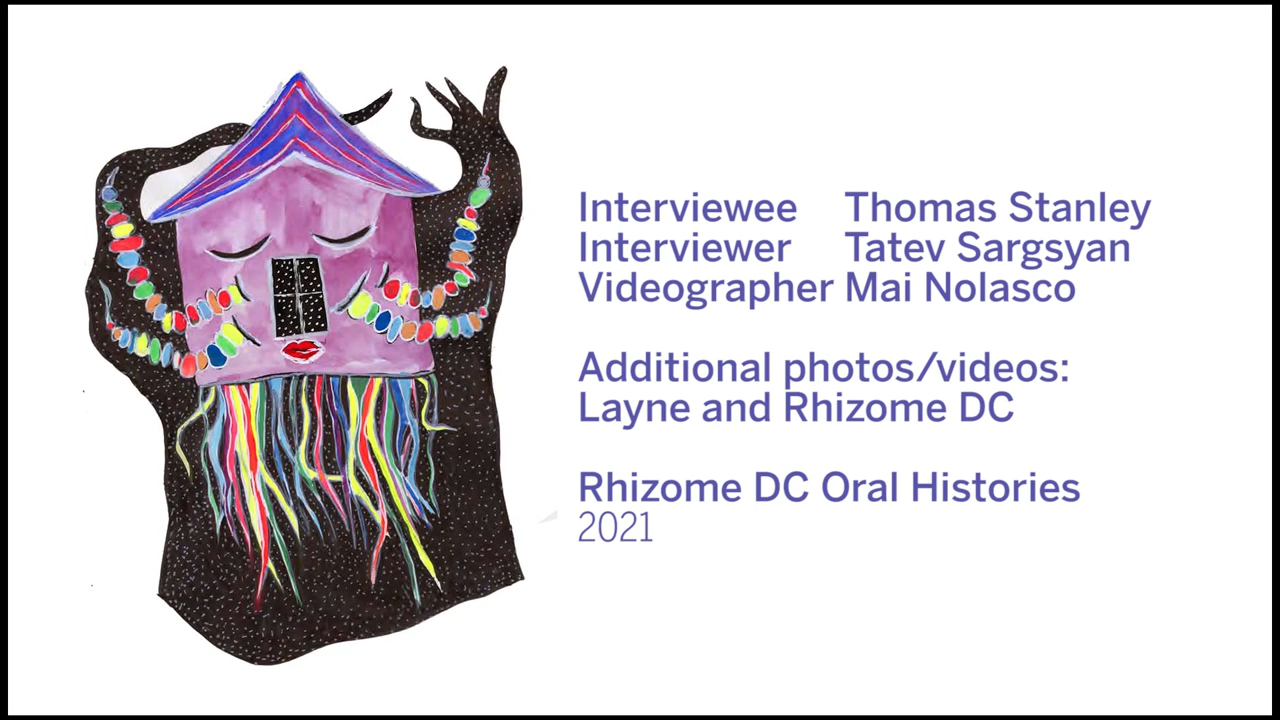 Interviewee Thomas Stanley
Interviewer Tatev Sargsyan
Videographer Mai Nolasco
Additional photos/videos:
Layne and Rhizome DC
Rhizome DC Oral Histories
2021